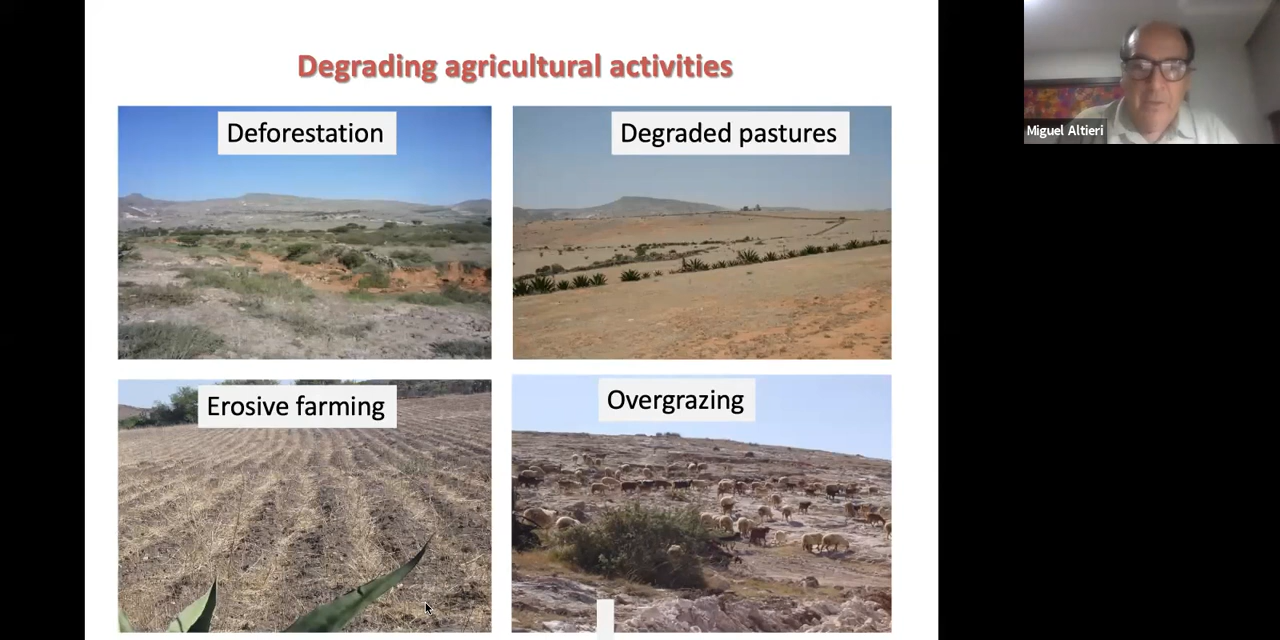 Degrading agricultural activities
Deforestation
Degraded pastures
Erosive farming
Overgrazing
Miguel Altieri